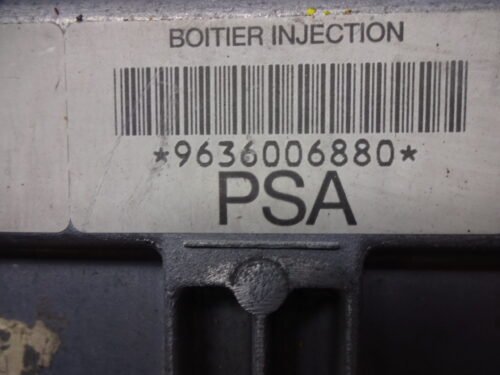 BOITIER INJECTION
*9636006880*
PSA